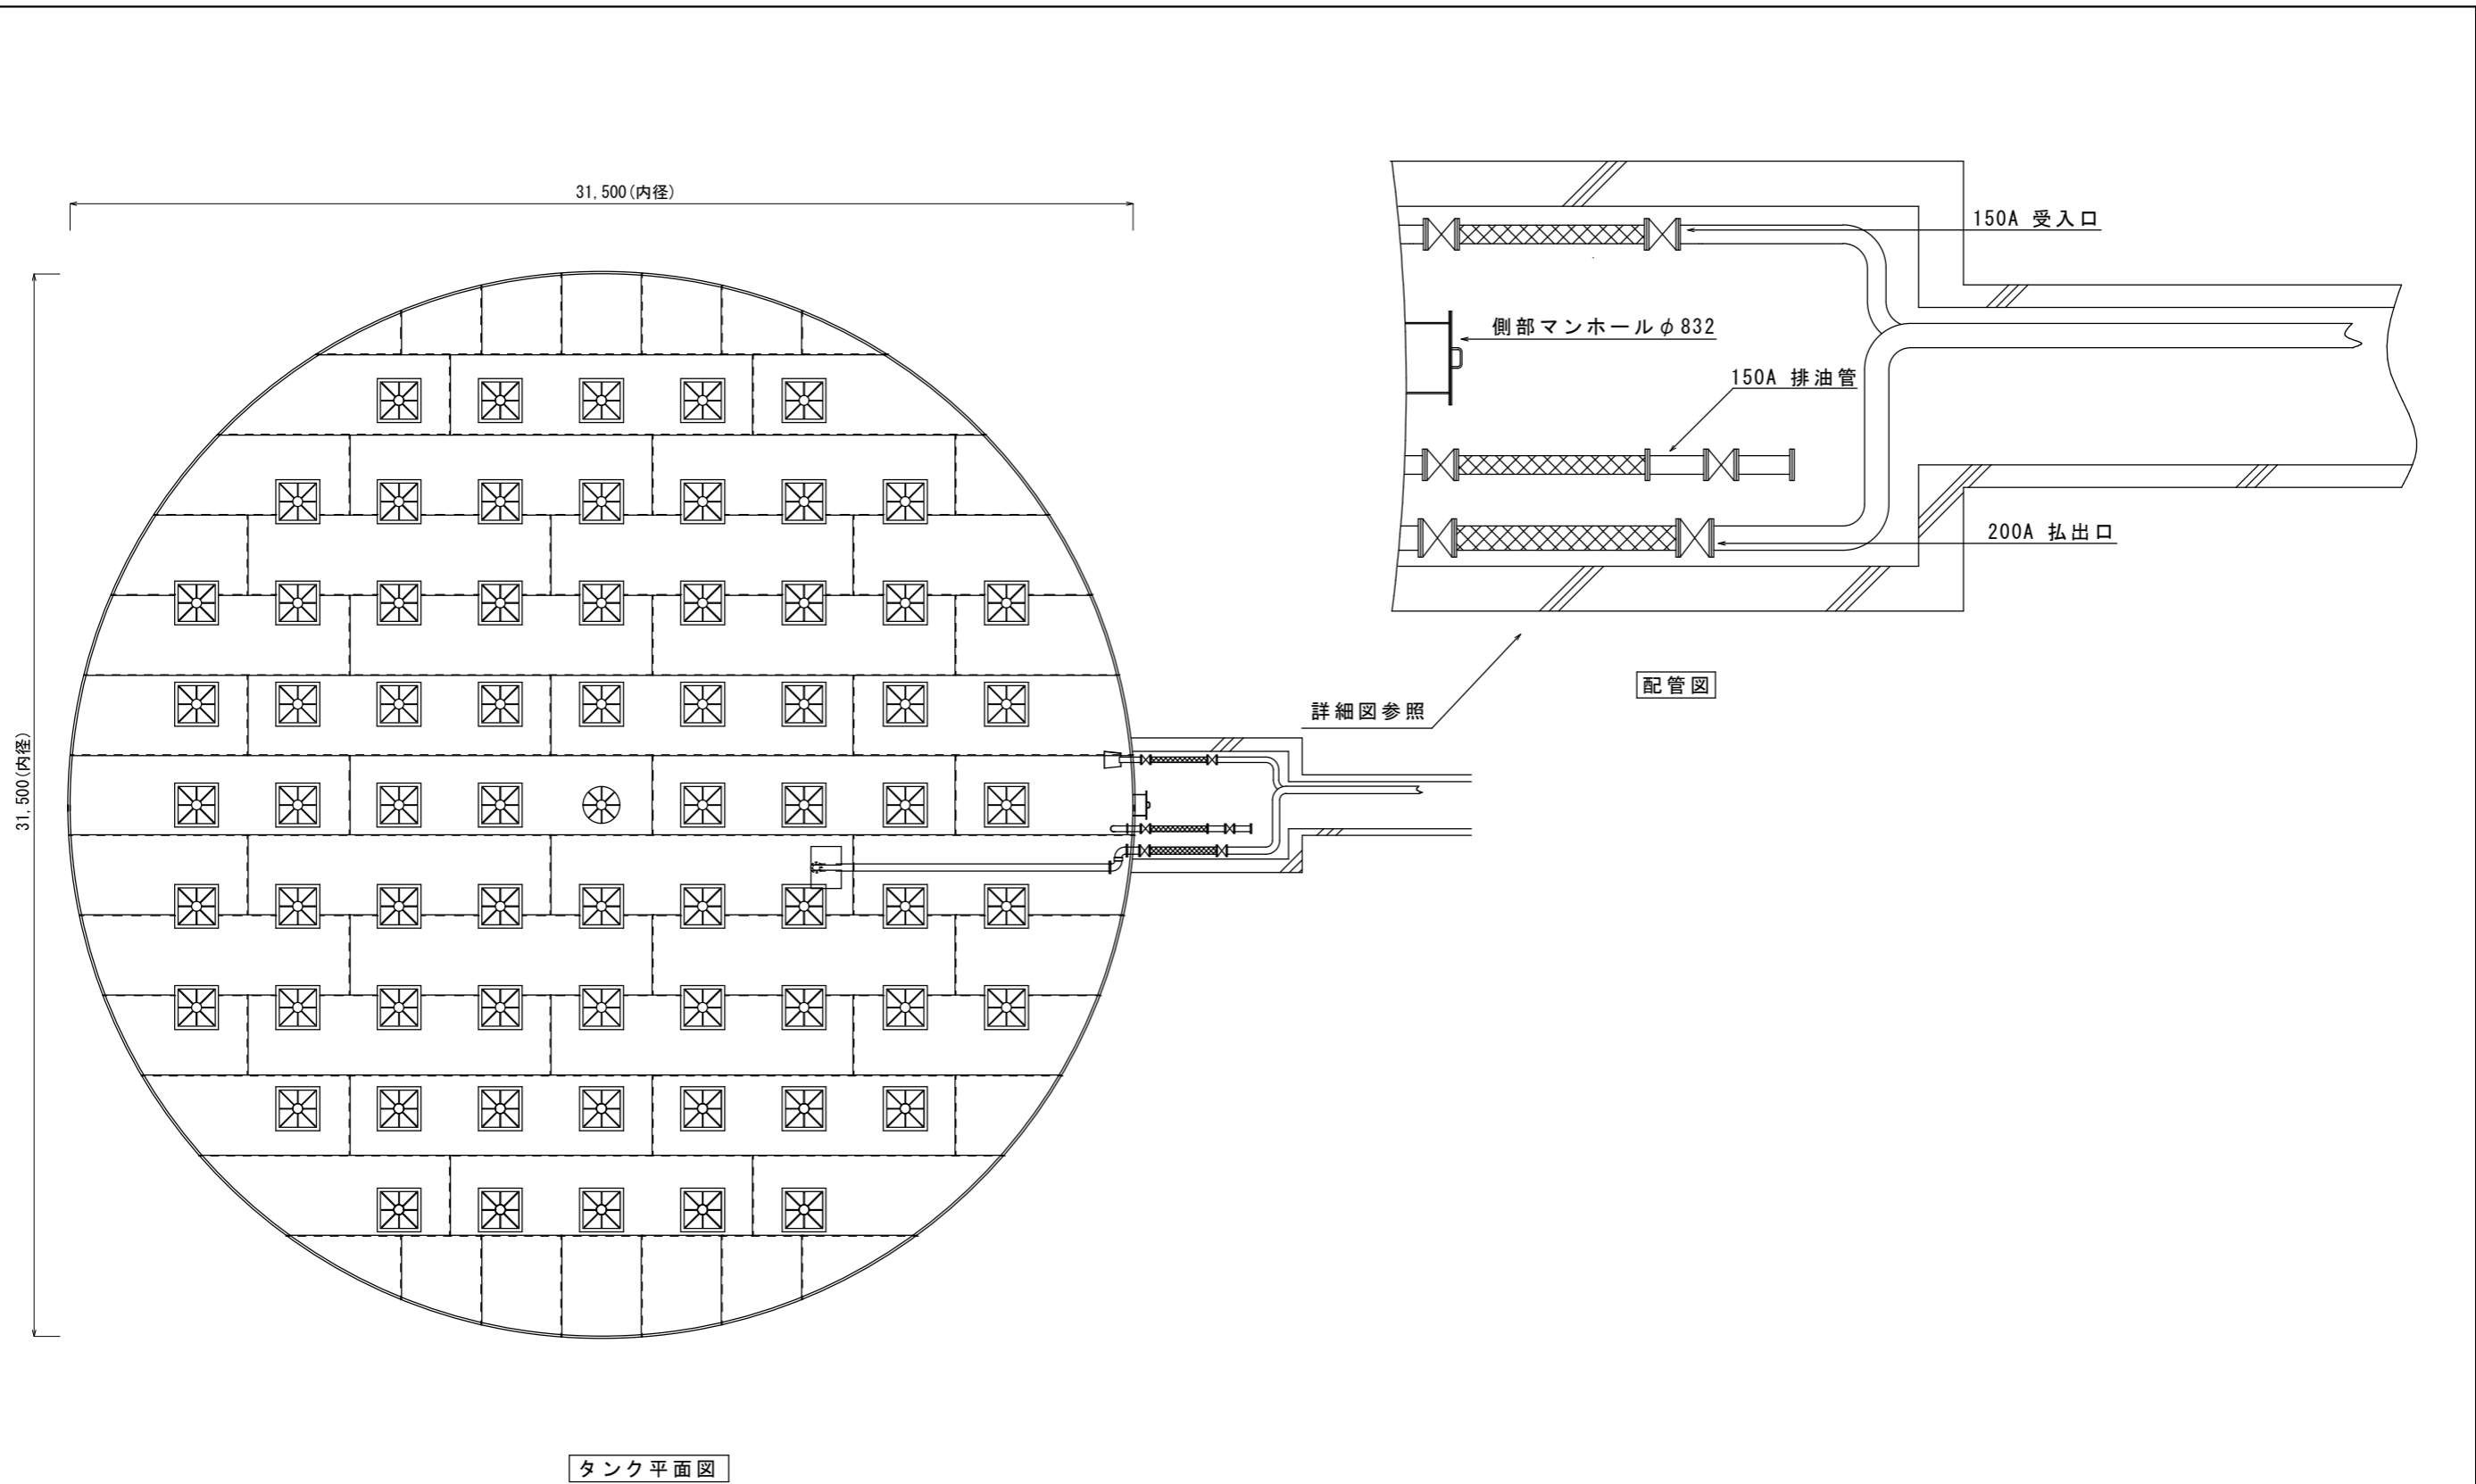 31,500(内径)
150A 受入口
側部マンホールφ832
150A 排油管
200A 払出口
配管図
詳細図参照
31,500(内径)
タンク平面図